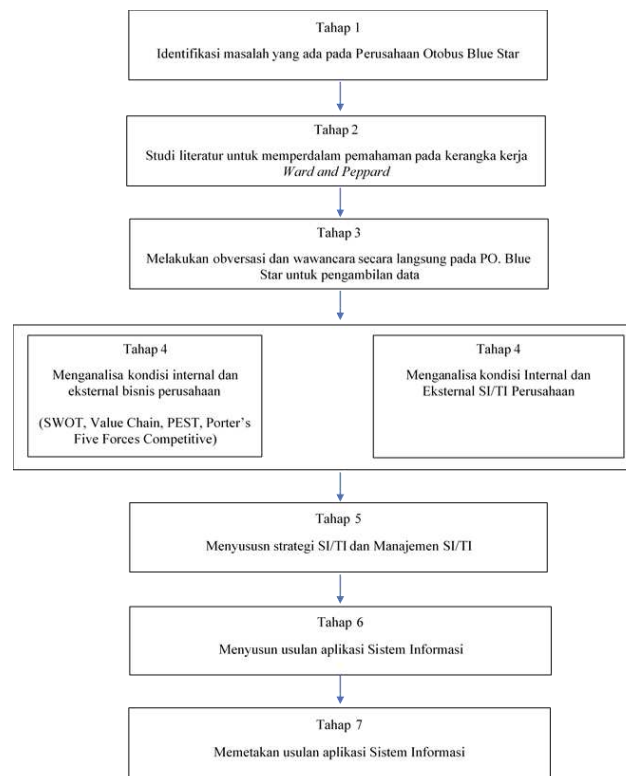 Tahap 1
Identifikasi masalah yang ada pada Perusahaan Otobus Blue Star
Tahap 2
Studi literatur untuk memperdalam pemahaman pada kerangka kerja
Ward and Peppard
Tahap 3
Melakukan obversasi dan wawancara secara langsung pada PO. Blue
Star untuk pengambilan data
Tahap 4
Menganalisa kondisi internal dan
eksternal bisnis perusahaan
(SWOT, Value Chain, PEST, Porter's
Five Forces Competitive)
Tahap 4
Menganalisa kondisi Internal dan
Eksternal SI/TI Perusahaan
Tahap 5
Menyususn strategi SI/TI dan Manajemen SI/TI
Tahap 6
Menyusun usulan aplikasi Sistem Informasi
Tahap 7
Memetakan usulan aplikasi Sistem Informasi